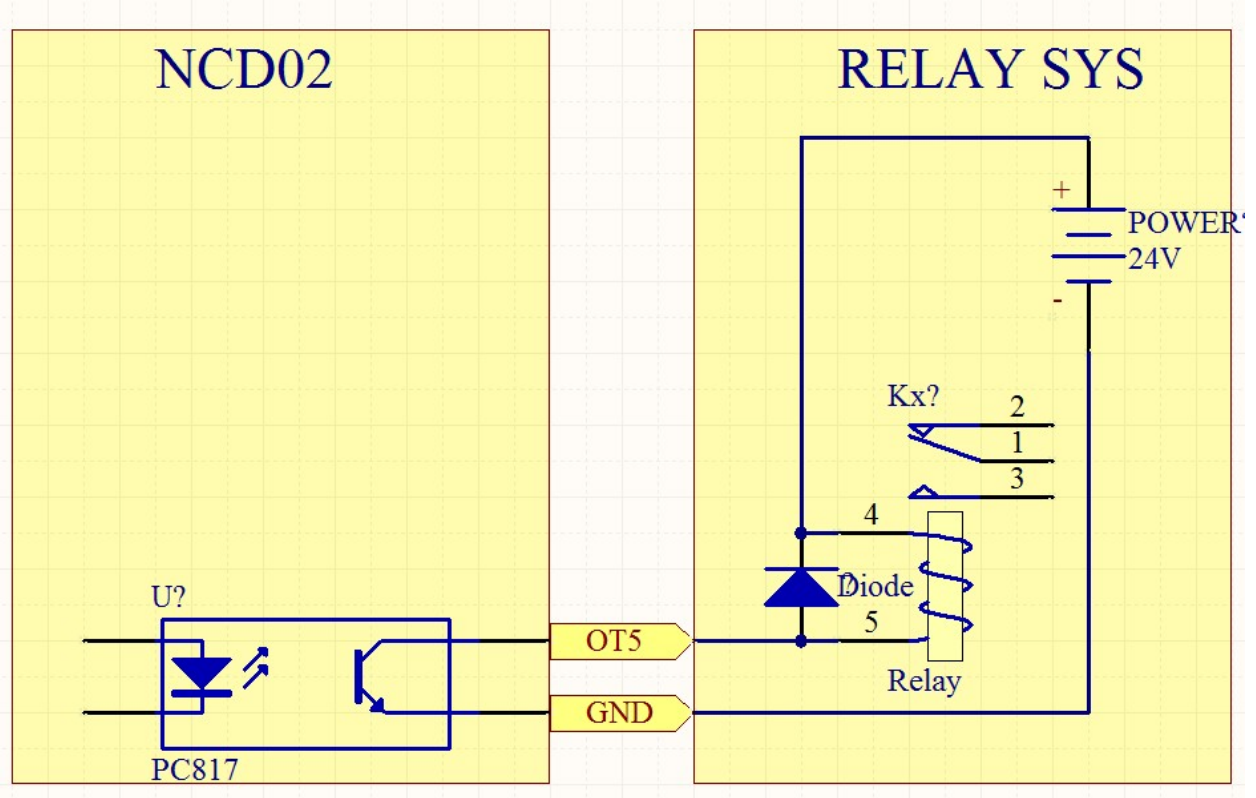 NCD02
RELAY SYS
+
POWER?
24V
-
Kx?
2
1
3
4
?
Diode
U?
OT5
5
Relay
GND
PC817